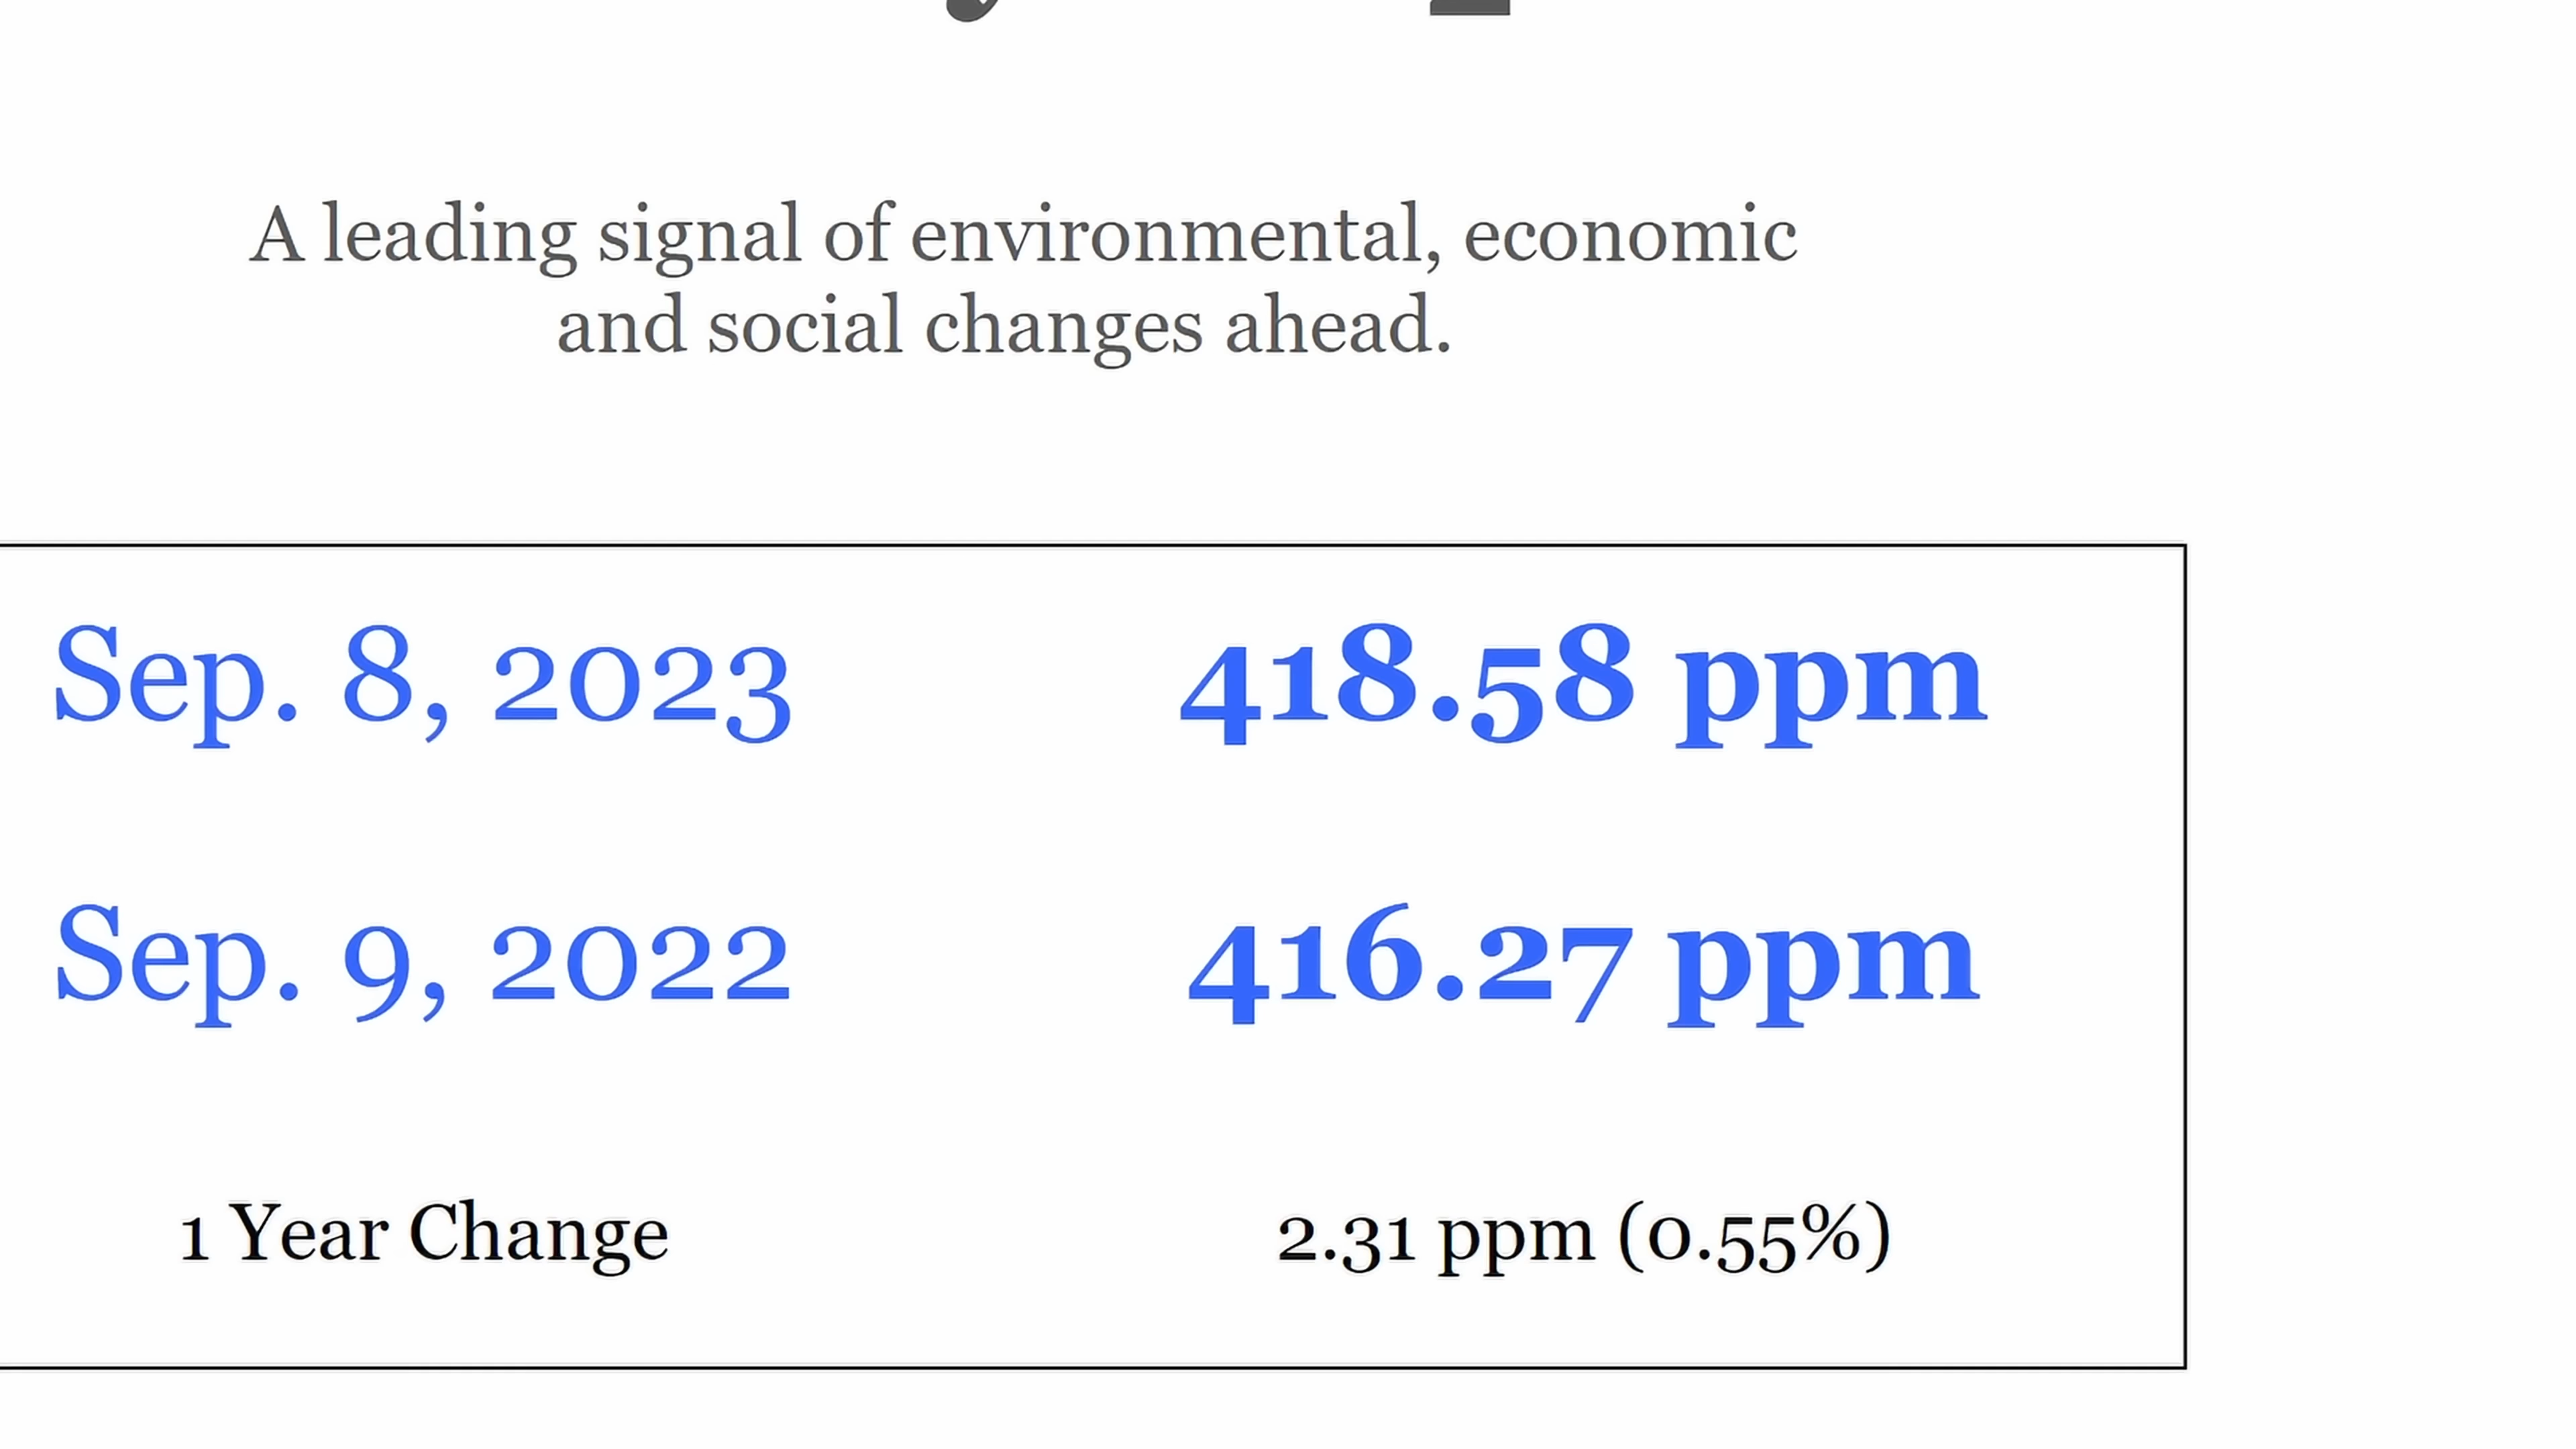 A leading signal of environmental, economic
and social changes ahead.
Sep. 8, 2023 418.58 ppm
Sep. 9, 2022 416.27 ppm
1 Year Change 2.31 ppm (0.55%)